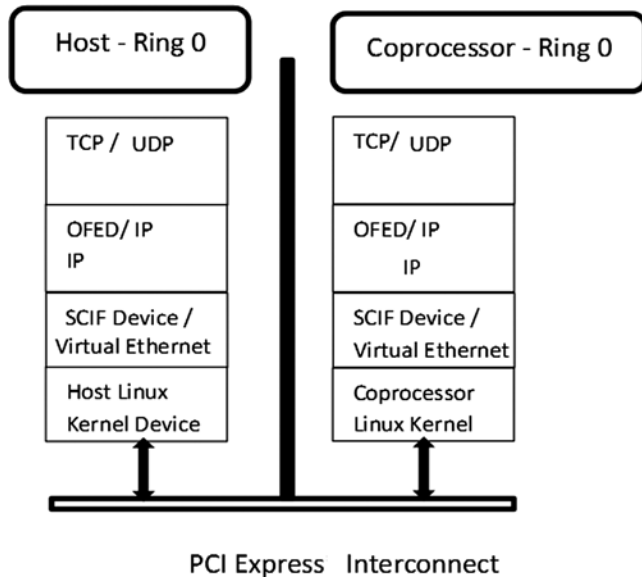 Host - Ring 0
Coprocessor - Ring 0
TCP / UDP
OFED/ IP
IP
SCIF Device /
Virtual Ethernet
Host Linux
Kernel Device
TCP/ UDP
OFED/ IP
IP
SCIF Device /
Virtual Ethernet
Coprocessor
Linux Kernel
PCI Express Interconnect